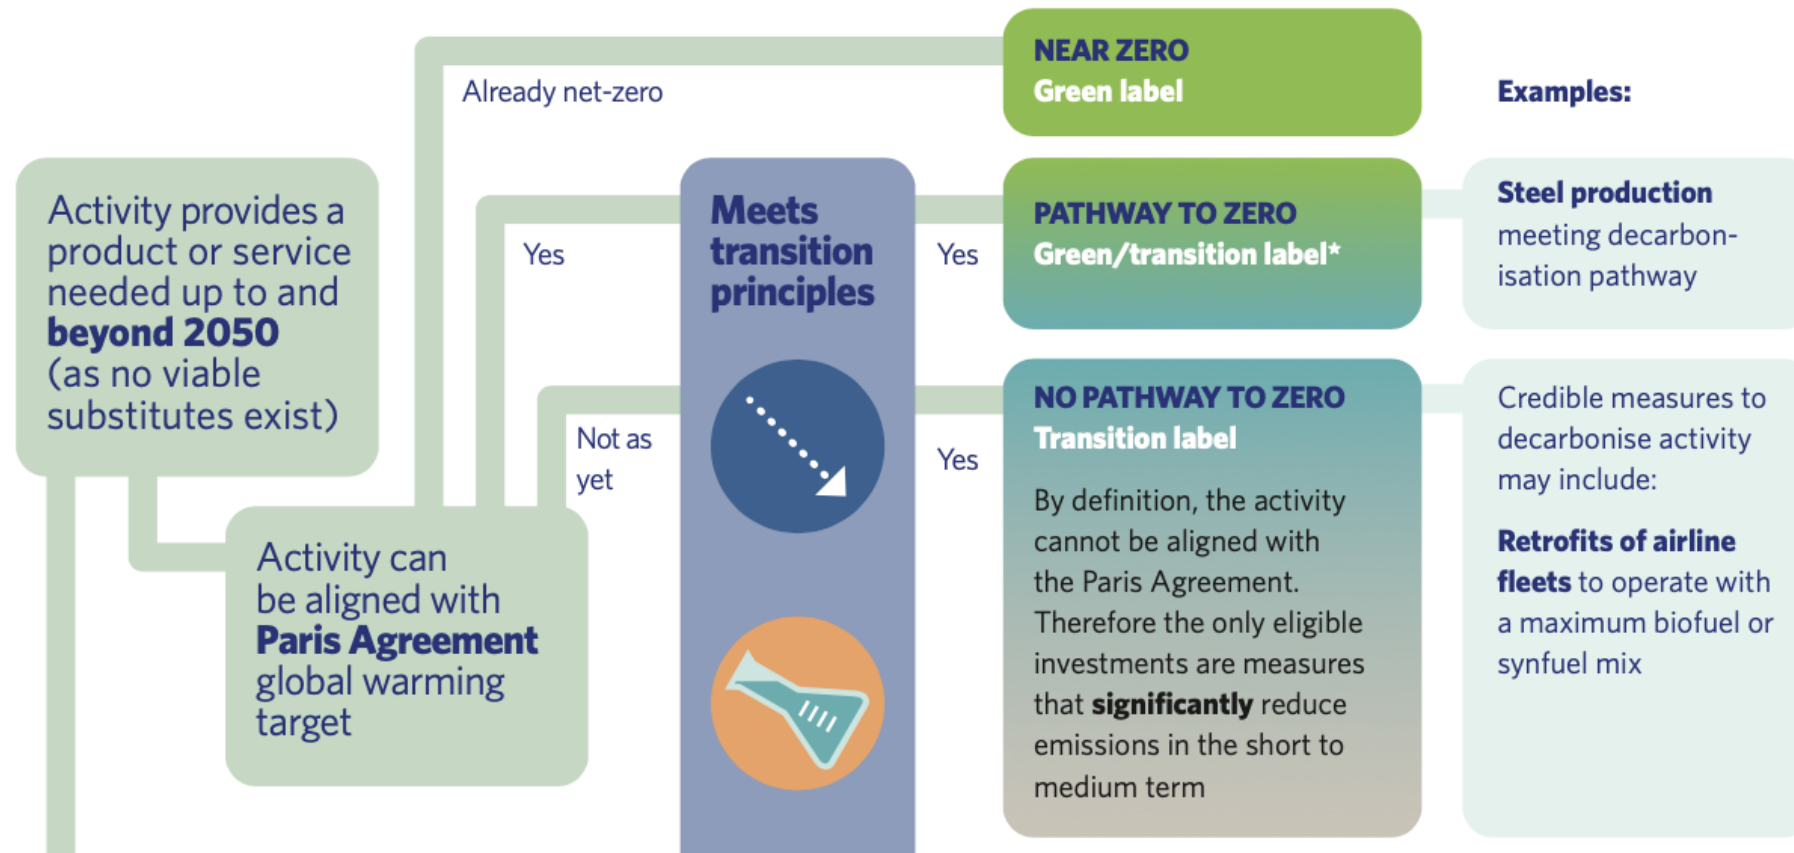 Already net-zero
NEAR ZERO
Green label
Examples:
Activity provides a
product or service
needed up to and
beyond 2050
(as no viable
substitutes exist)
Yes
Meets
transition
principles
Yes
PATHWAY TO ZERO
Green/transition label*
Steel production
meeting decarbon-
isation pathway
Not as
yet
Yes
NO PATHWAY TO ZERO
Transition label
By definition, the activity
cannot be aligned with
the Paris Agreement.
Therefore the only eligible
investments are measures
that significantly reduce
emissions in the short to
medium term
Credible measures to
decarbonise activity
may include:
Retrofits of airline
fleets to operate with
a maximum biofuel or
synfuel mix
Activity can
be aligned with
Paris Agreement
global warming
target